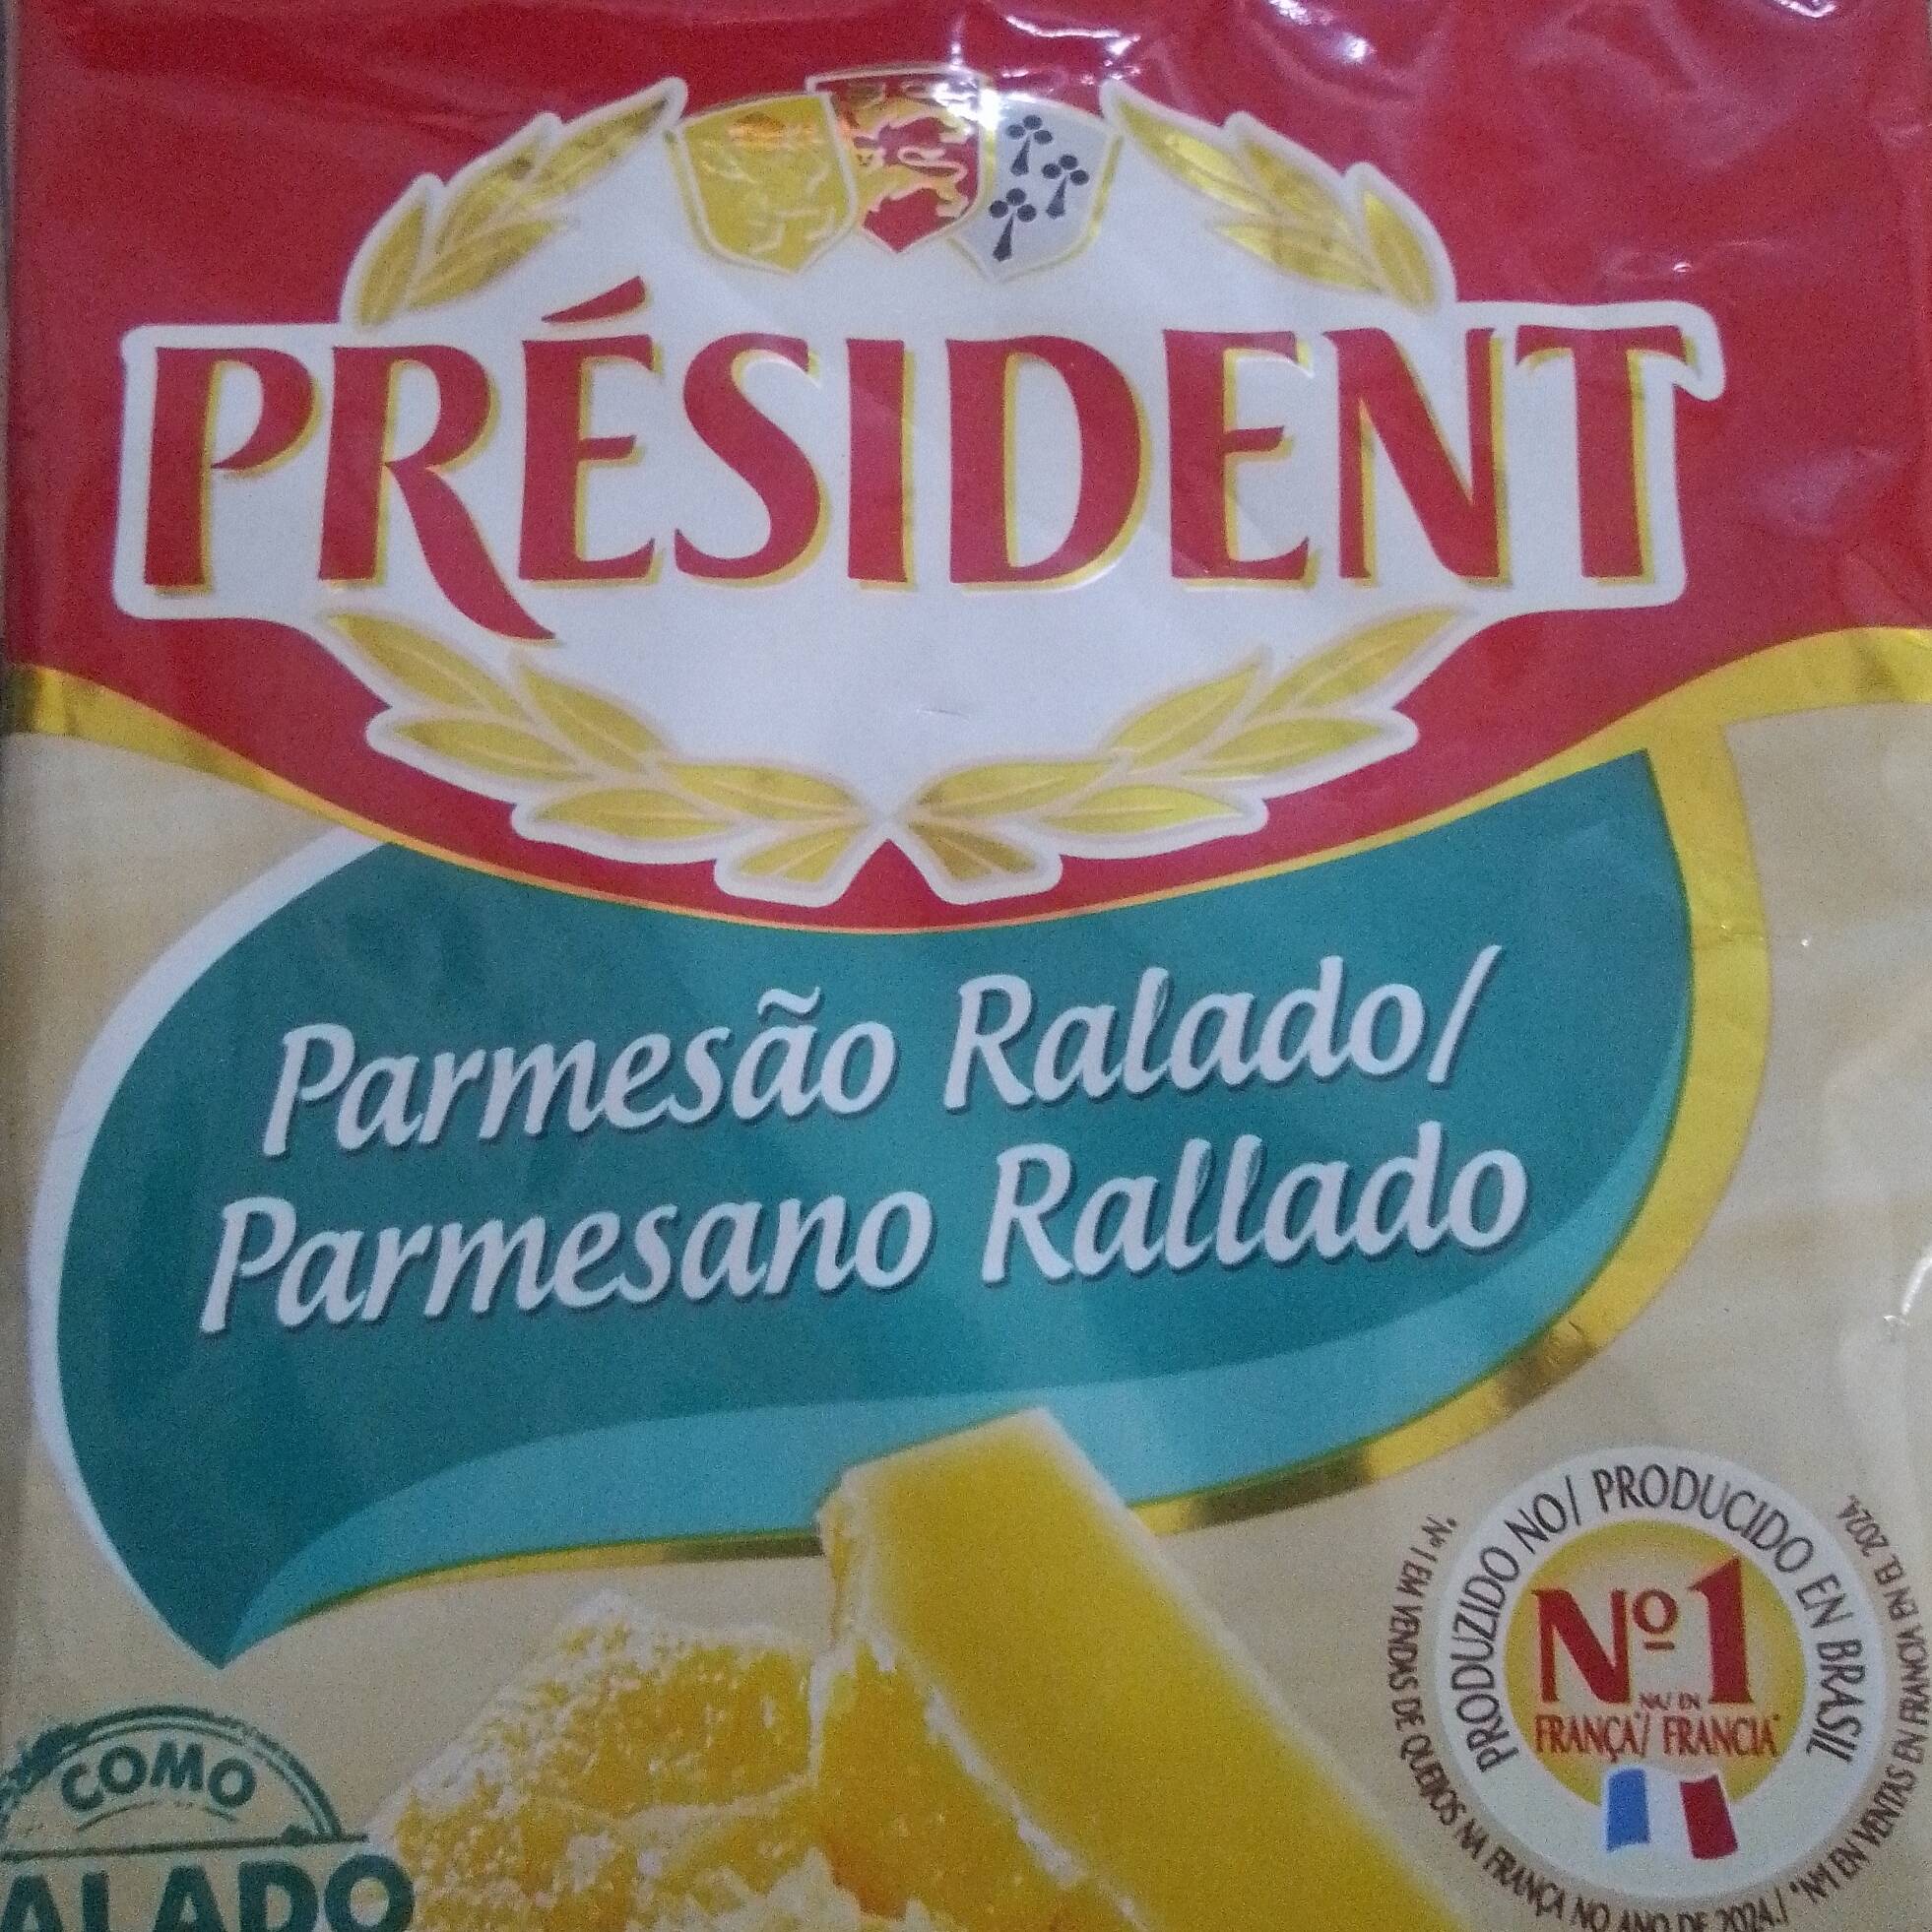 PRÉSIDENT
Parmesão Ralado/
Parmesano Rallado
PRODUZIDO NO/ PRODUCIDO EN BRASIL
Nº1
NA/ EN
FRANÇA*/ FRANCIA*
*Nº1 EM VENDAS DE QUEIJOS NA FRANÇA NO ANO DE 2024./ *Nº1 EN VENTAS EN FRANCIA EN EL 2024.
COMO
ALADO